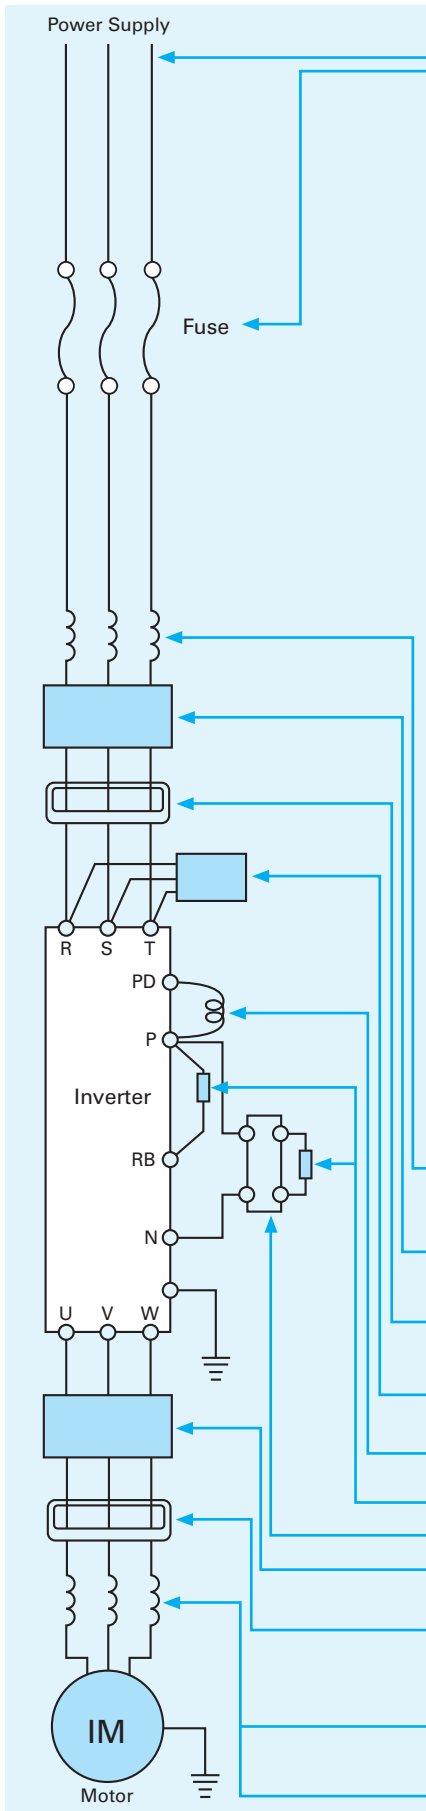 Power Supply
Fuse
R S T
PD
P
Inverter
RB
N
U V W
IM
Motor